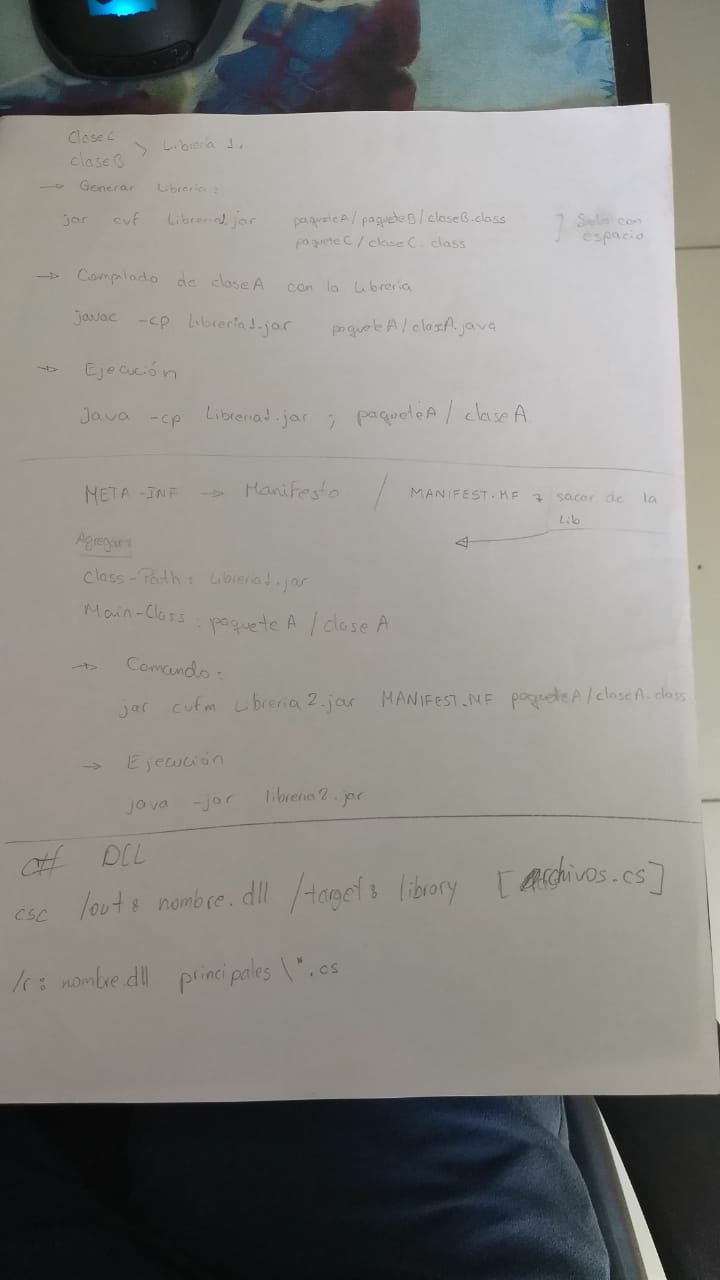 Clase C
clase B > Libreria 1.
→ Generar Libreria:
jar cvf Libreria1.jar paqueteA/paqueteB/claseB.class ] Solo con
paqueteC/claseC.class espacio
→ Compilado de claseA con la libreria
javac -cp Libreria1.jar paqueteA/claseA.java
→ Ejecución
Java -cp Libreria1.jar ; paqueteA/claseA
META-INF → Manifesto / MANIFEST.MF → sacar de la
Lib
Agregar:
Class-Path: Libreria1.jar
Main-Class: paqueteA/claseA
→ Comando:
jar cvfm Libreria2.jar MANIFEST.MF paqueteA/claseA.class
→ Ejecución
java -jar libreria2.jar
C# DLL
csc /out: nombre.dll /target: library [archivos.cs]
/r: nombre.dll principales\*.cs